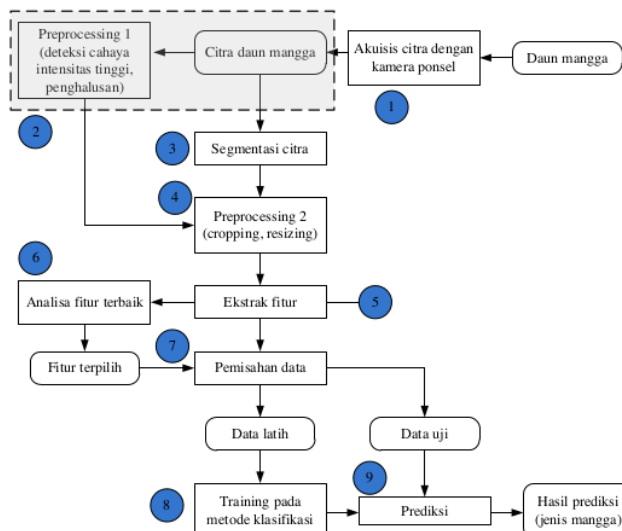 Preprocessing 1
(deteksi cahaya
intensitas tinggi,
penghalusan)
Citra daun mangga
Akuisis citra dengan
kamera ponsel
Daun mangga
1
2
3
Segmentasi citra
4
Preprocessing 2
(cropping, resizing)
6
Analisa fitur terbaik
Ekstrak fitur
5
7
Fitur terpilih
Pemisahan data
Data latih
Data uji
9
8
Training pada
metode klasifikasi
Prediksi
Hasil prediksi
(jenis mangga)